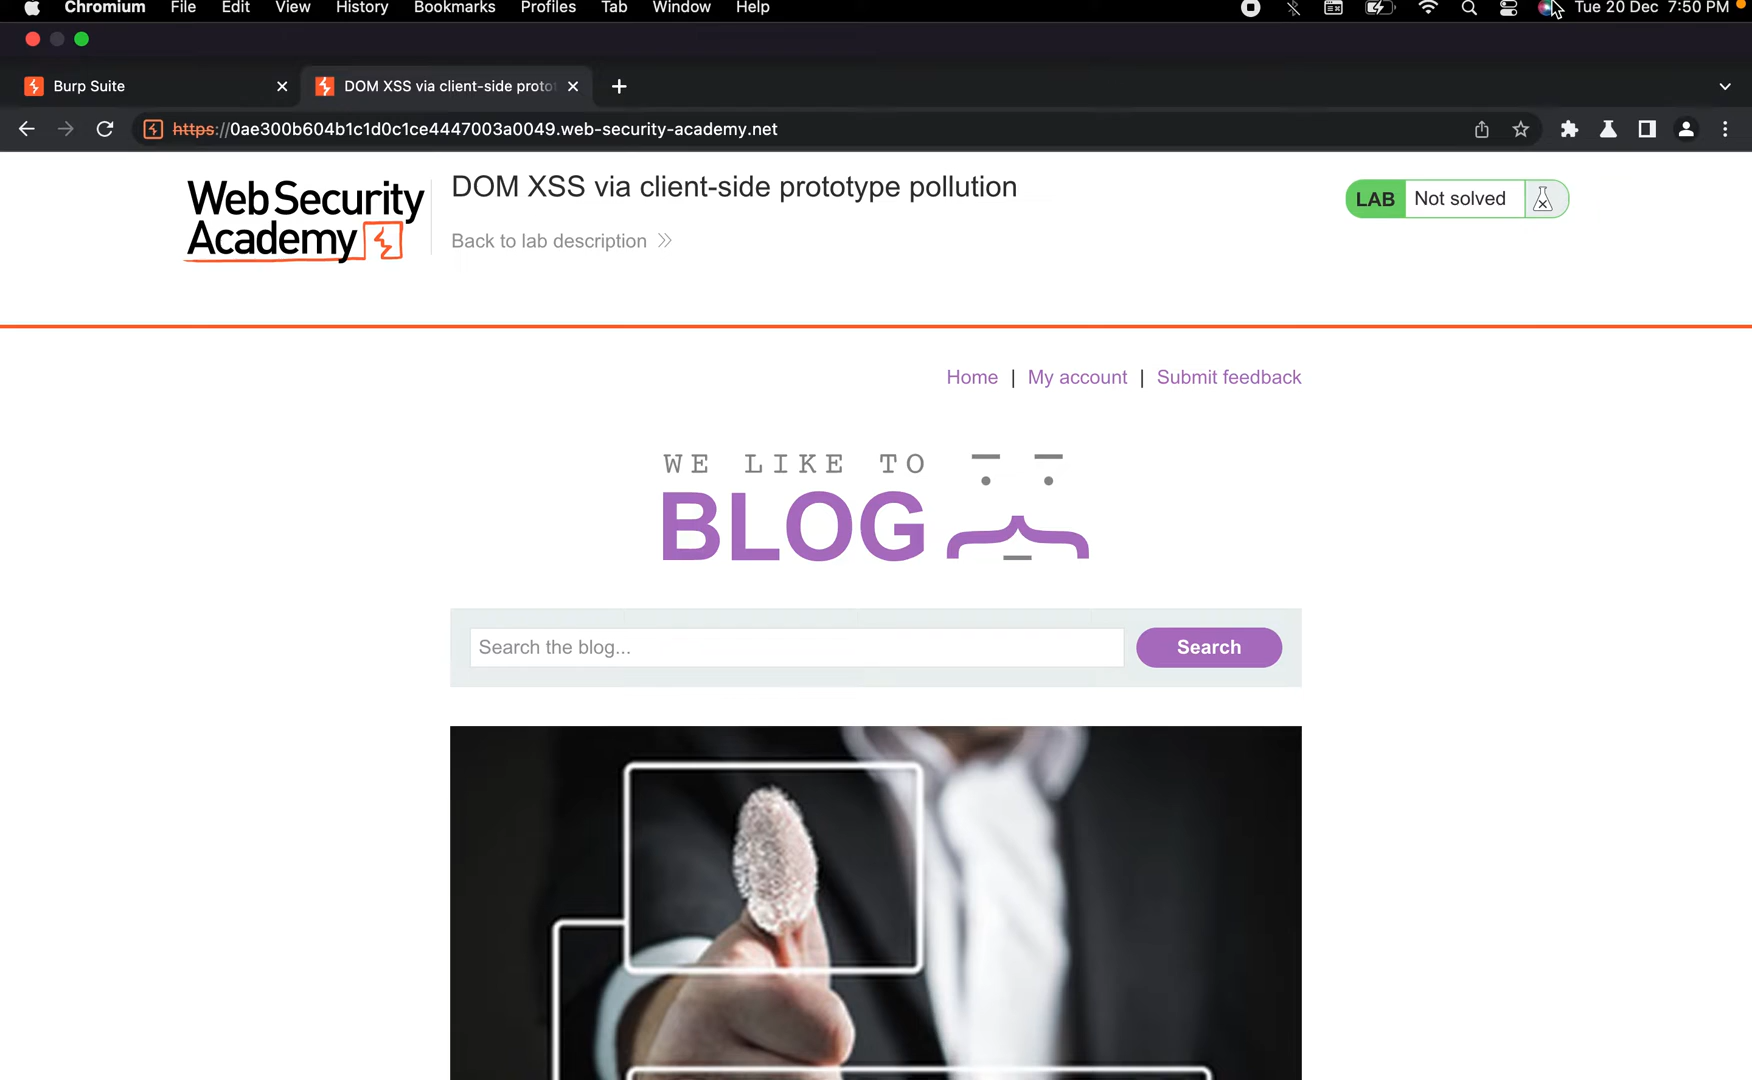 Chromium File Edit View History Bookmarks Profiles Tab Window Help Tue 20 Dec 7:50 PM
Burp Suite DOM XSS via client-side proto
https://0ae300b604b1c1d0c1ce4447003a0049.web-security-academy.net
WebSecurity
Academy
DOM XSS via client-side prototype pollution
Back to lab description
LAB Not solved
Home | My account | Submit feedback
WE LIKE TO
BLOG
Search the blog...
Search